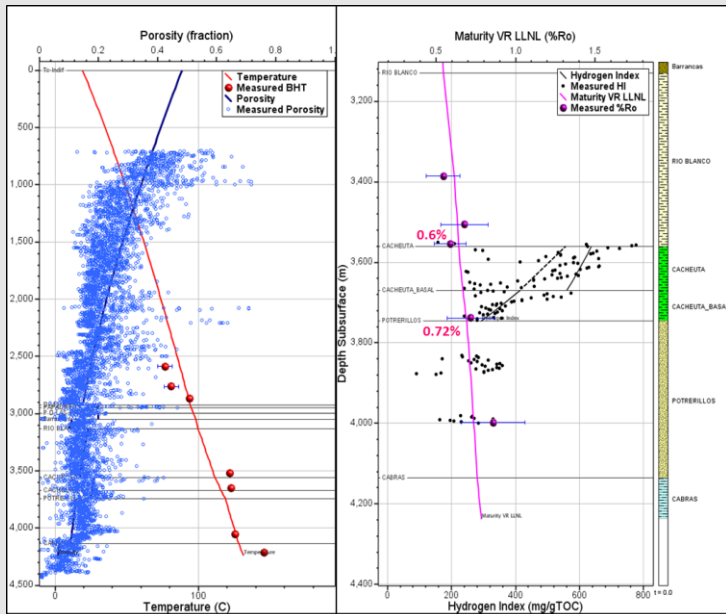 Porosity (fraction)
0 0.2 0.4 0.6 0.8 1
Temperature
Measured BHT
Porosity
Measured Porosity
0
500
1,000
1,500
2,000
2,500
3,000
3,500
4,000
4,500
RIO BL
POTRER
Temperature
0 100
Temperature (C)
Maturity VR LLNL (%Ro)
0.5 1 1.5
Hydrogen Index
Measured HI
Maturity VR LLNL
Measured %Ro
Depth Subsurface (m)
RIO BLANCO
3,200
3,400
0.6%
CACHEUTA
3,600
CACHEUTA_BASAL
Index
POTRERILLOS
0.72%
3,800
4,000
CABRAS
4,200
Maturity VR LLNL
4,400
0 200 400 600 800
Hydrogen Index (mg/gTOC)
Barrancas
RIO BLANCO
CACHEUTA
CACHEUTA_BASA
POTRERILLOS
CABRAS
t = 0.0